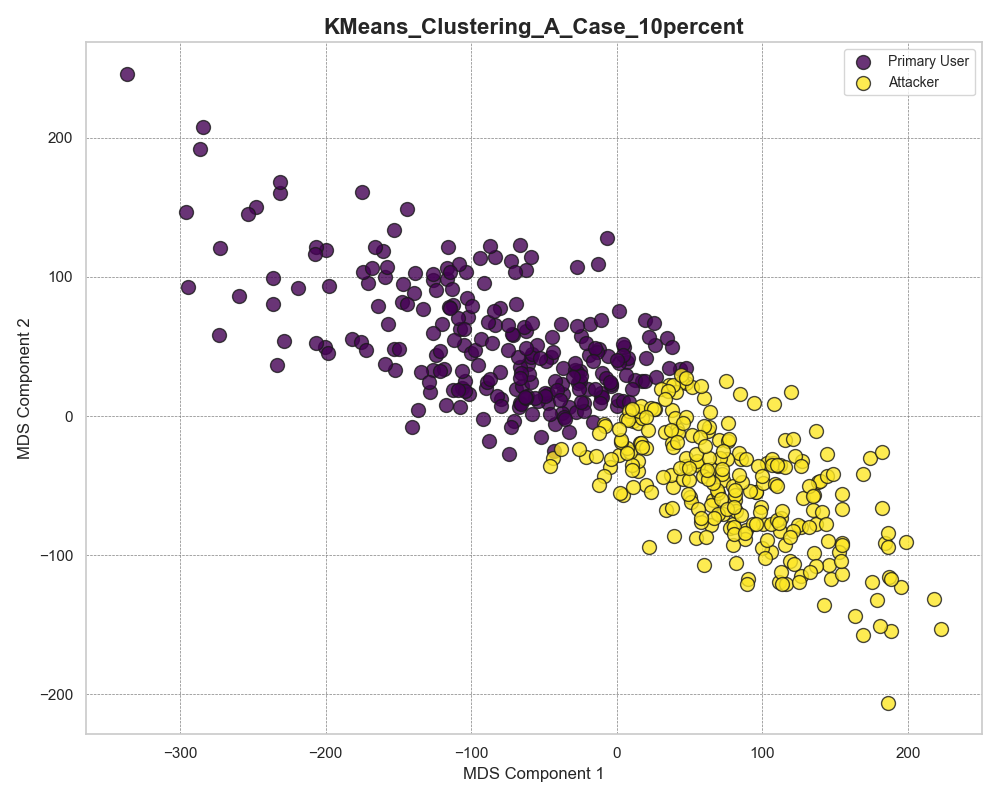 KMeans_Clustering_A_Case_10percent
Primary User
Attacker
200
100
0
−100
−200
MDS Component 2
−300
−200
−100
0
100
200
MDS Component 1